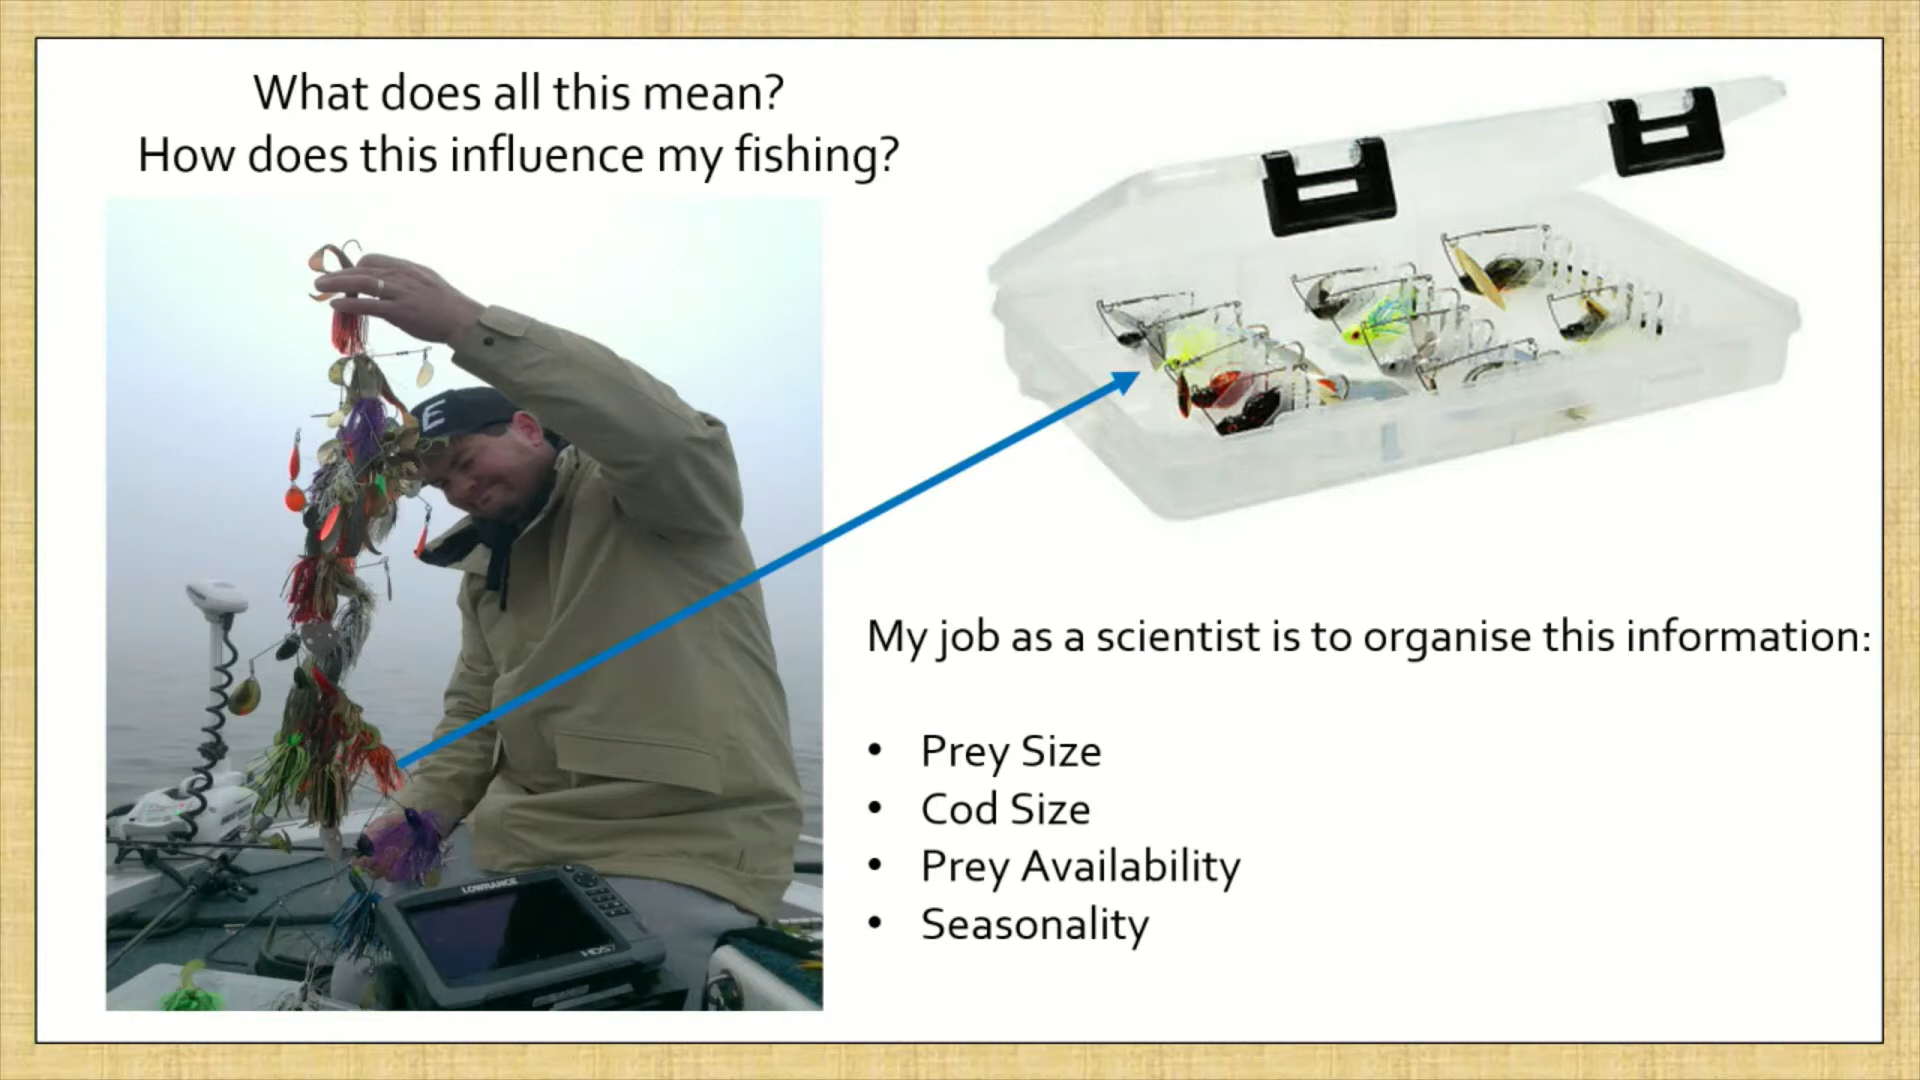 What does all this mean?
How does this influence my fishing?
E
LOWRANCE
HDS7
My job as a scientist is to organise this information:
• Prey Size
• Cod Size
• Prey Availability
• Seasonality